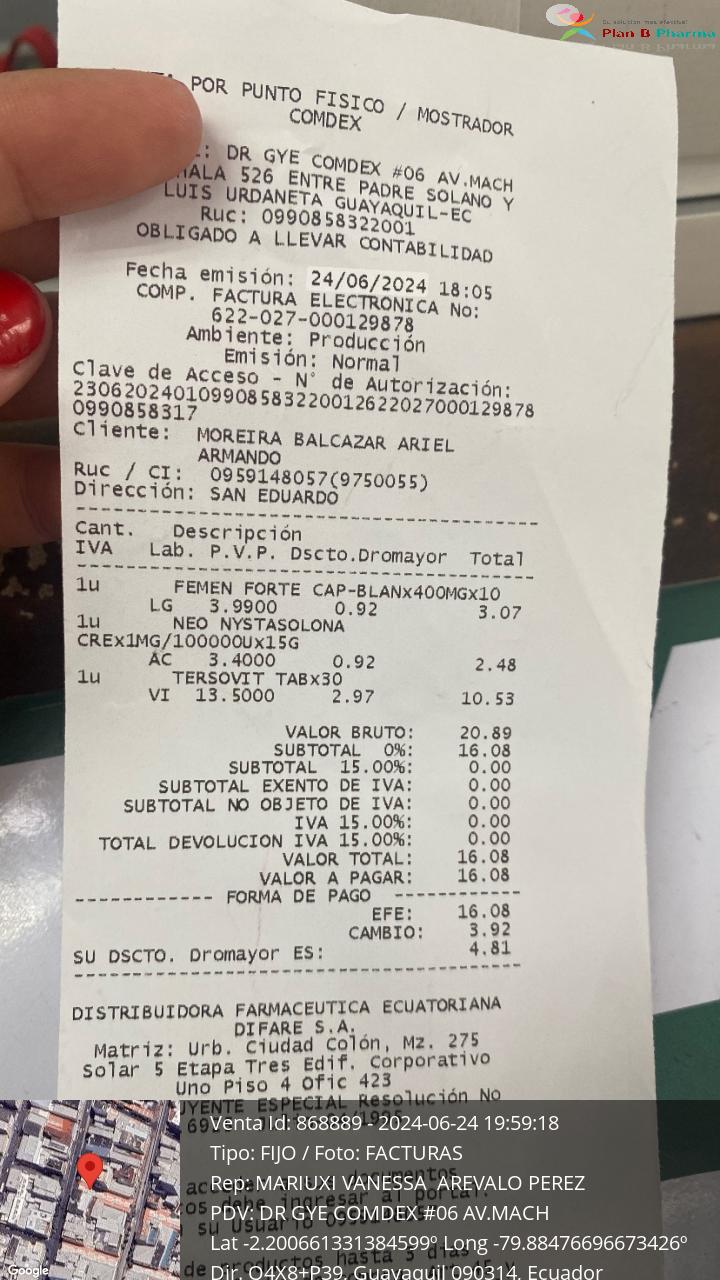 Su solución más efectiva!
Plan B Pharma
POR PUNTO FISICO / MOSTRADOR
COMDEX
DR GYE COMDEX #06 AV.MACH
HALA 526 ENTRE PADRE SOLANO Y
LUIS URDANETA GUAYAQUIL-EC
Ruc: 0990858322001
OBLIGADO A LLEVAR CONTABILIDAD
Fecha emisión: 24/06/2024 18:05
COMP. FACTURA ELECTRONICA No:
622-027-000129878
Ambiente: Producción
Emisión: Normal
Clave de Acceso - N° de Autorización:
230620240109908583220012622027000129878
0990858317
Cliente: MOREIRA BALCAZAR ARIEL
ARMANDO
Ruc / CI: 0959148057(9750055)
Dirección: SAN EDUARDO
Cant. Descripción
IVA Lab. P.V.P. Dscto.Dromayor Total
1u FEMEN FORTE CAP-BLANx400MGx10
LG 3.9900 0.92 3.07
1u NEO NYSTASOLONA
CREx1MG/100000Ux15G
AC 3.4000 0.92 2.48
1u TERSOVIT TABx30
VI 13.5000 2.97 10.53
VALOR BRUTO: 20.89
SUBTOTAL 0%: 16.08
SUBTOTAL 15.00%: 0.00
SUBTOTAL EXENTO DE IVA: 0.00
SUBTOTAL NO OBJETO DE IVA: 0.00
IVA 15.00%: 0.00
TOTAL DEVOLUCION IVA 15.00%: 0.00
VALOR TOTAL: 16.08
VALOR A PAGAR: 16.08
------------ FORMA DE PAGO ------------
EFE: 16.08
CAMBIO: 3.92
SU DSCTO. Dromayor ES: 4.81
DISTRIBUIDORA FARMACEUTICA ECUATORIANA
DIFARE S.A.
Matriz: Urb. Ciudad Colón, Mz. 275
Solar 5 Etapa Tres Edif. Corporativo
Uno Piso 4 Ofic 423
ESPECIAL Resolución No
Venta Id: 868889 - 2024-06-24 19:59:18
Tipo: FIJO / Foto: FACTURAS
Rep: MARIUXI VANESSA AREVALO PEREZ
PDV: DR GYE COMDEX #06 AV.MACH
Lat -2.200661331384599º Long -79.88476696673426º
Dir. Q4X8+P39, Guayaquil 090314, Ecuador
Google